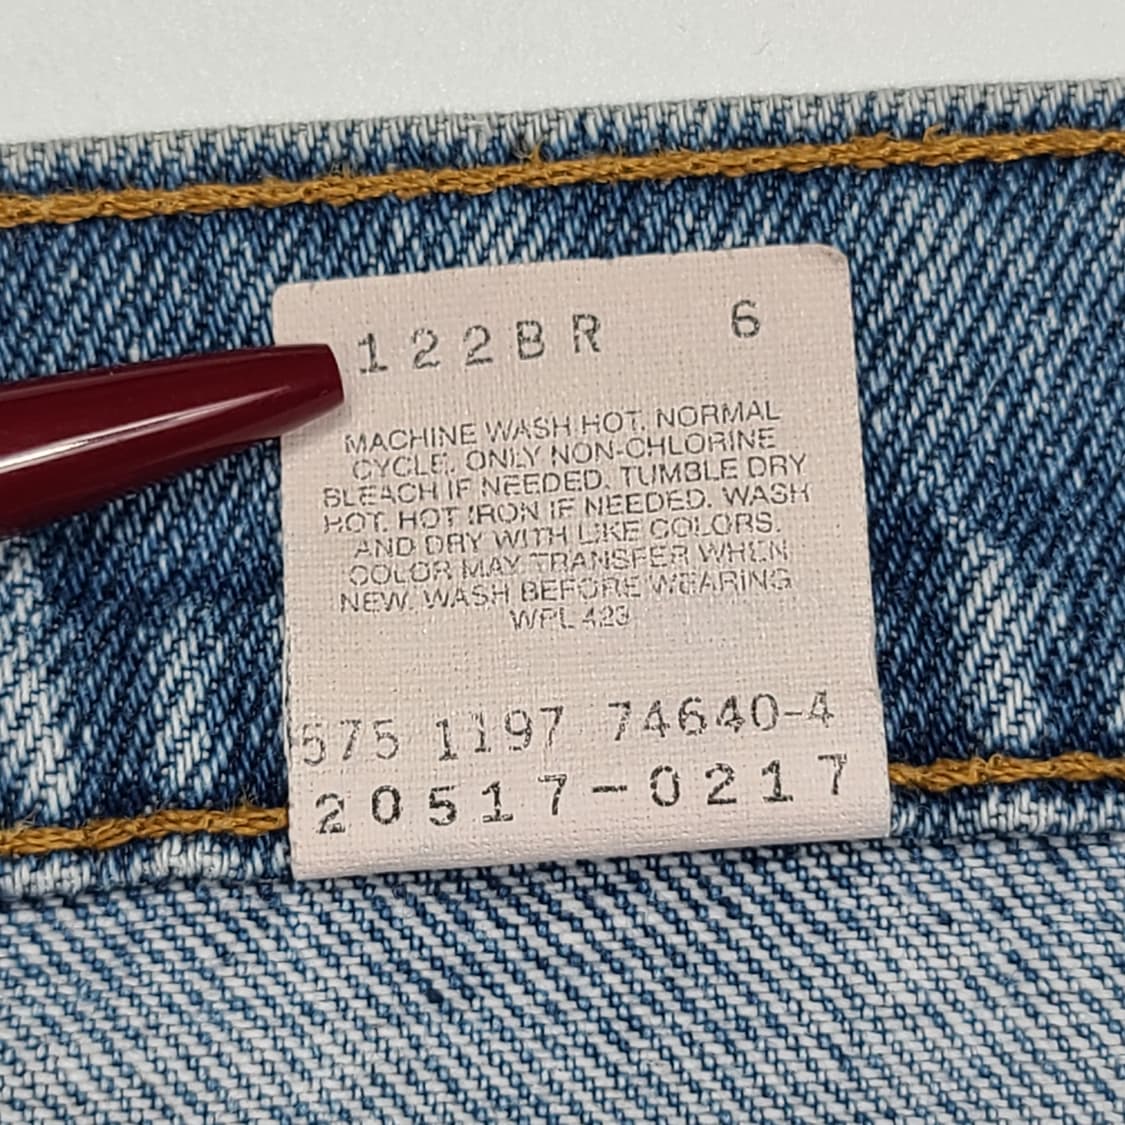 122BR 6
MACHINE WASH HOT. NORMAL
CYCLE. ONLY NON-CHLORINE
BLEACH IF NEEDED. TUMBLE DRY
HOT. HOT IRON IF NEEDED. WASH
AND DRY WITH LIKE COLORS.
COLOR MAY TRANSFER WHEN
NEW. WASH BEFORE WEARING
WPL 423
575 1197 74640-4
20517-0217